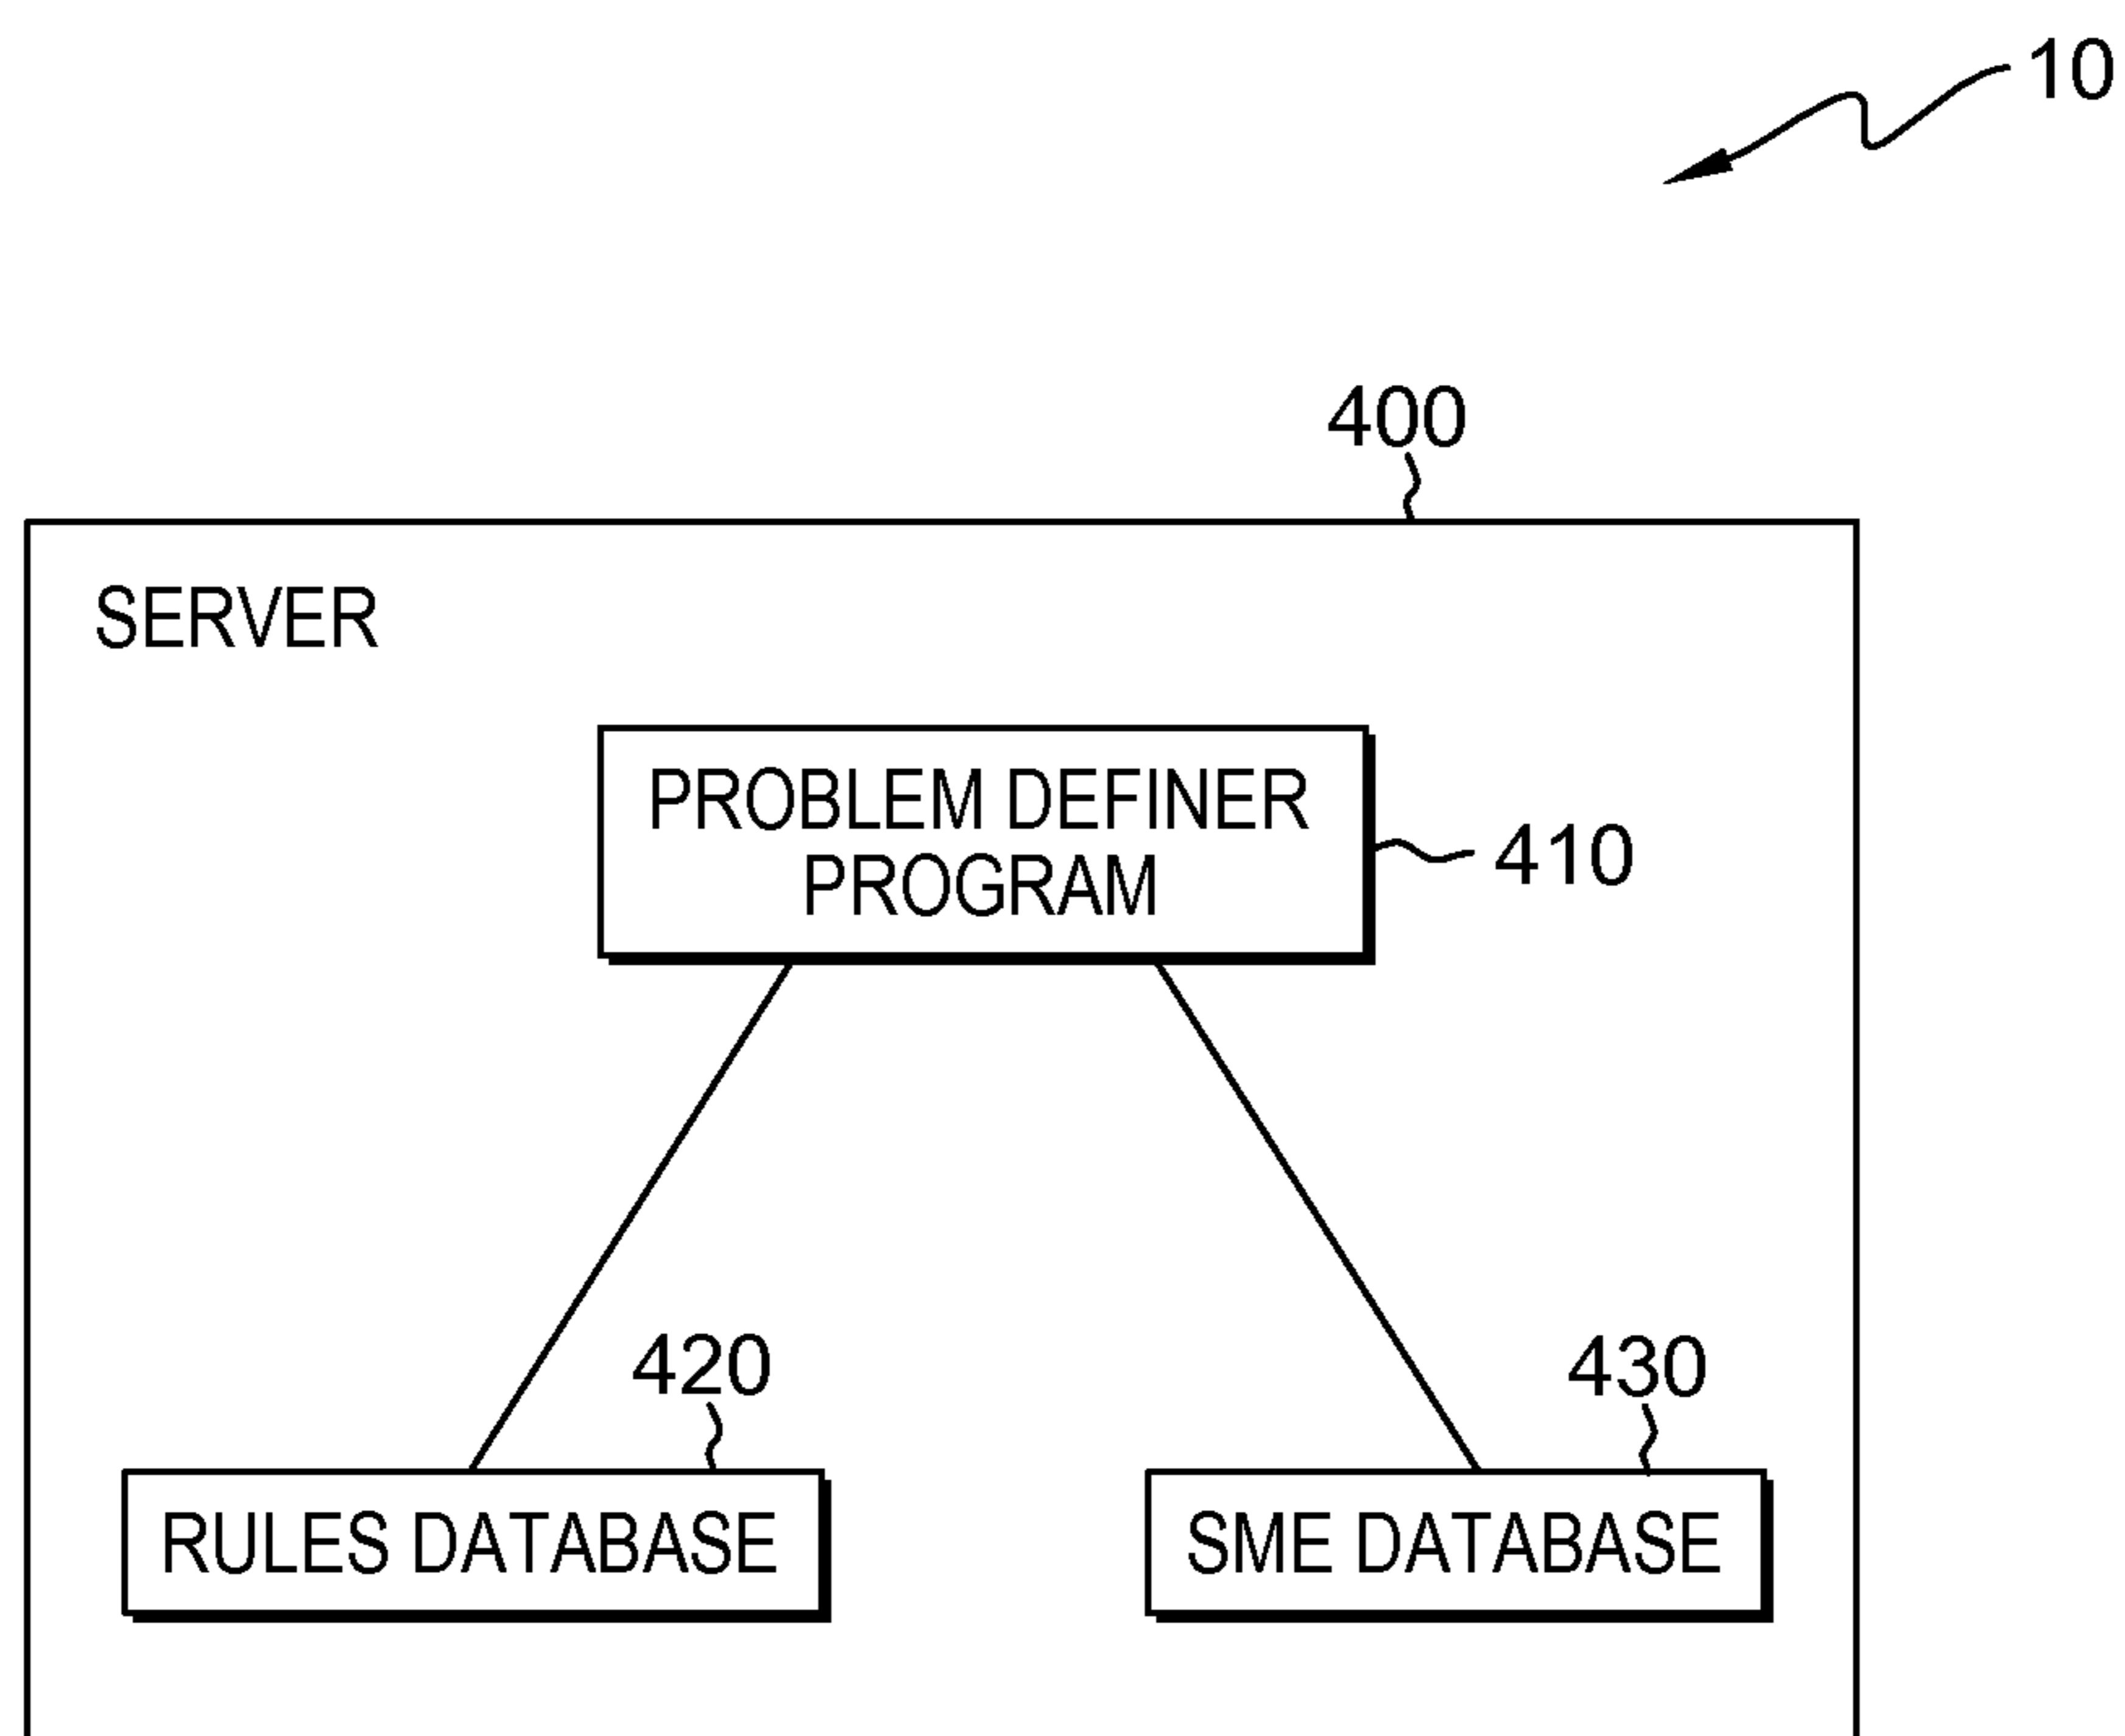 10
400
SERVER
PROBLEM DEFINER
PROGRAM
410
420
430
RULES DATABASE
SME DATABASE